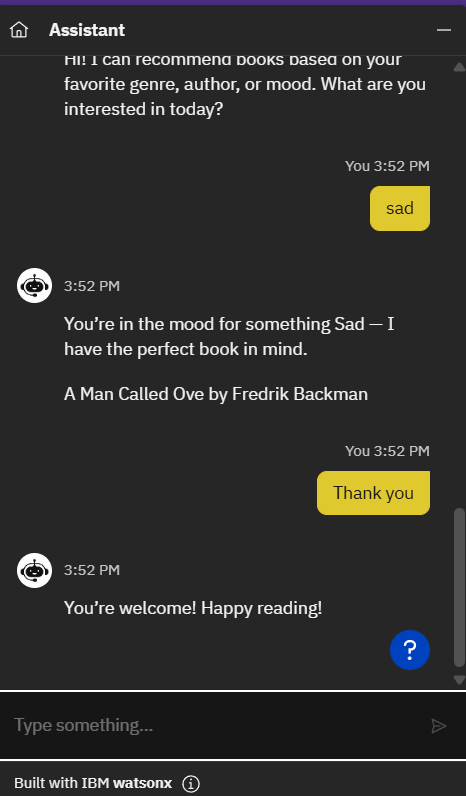 Assistant
Hi! I can recommend books based on your
favorite genre, author, or mood. What are you
interested in today?
You 3:52 PM
sad
3:52 PM
You’re in the mood for something Sad — I
have the perfect book in mind.
A Man Called Ove by Fredrik Backman
You 3:52 PM
Thank you
3:52 PM
You’re welcome! Happy reading!
?
Type something...
Built with IBM watsonx i